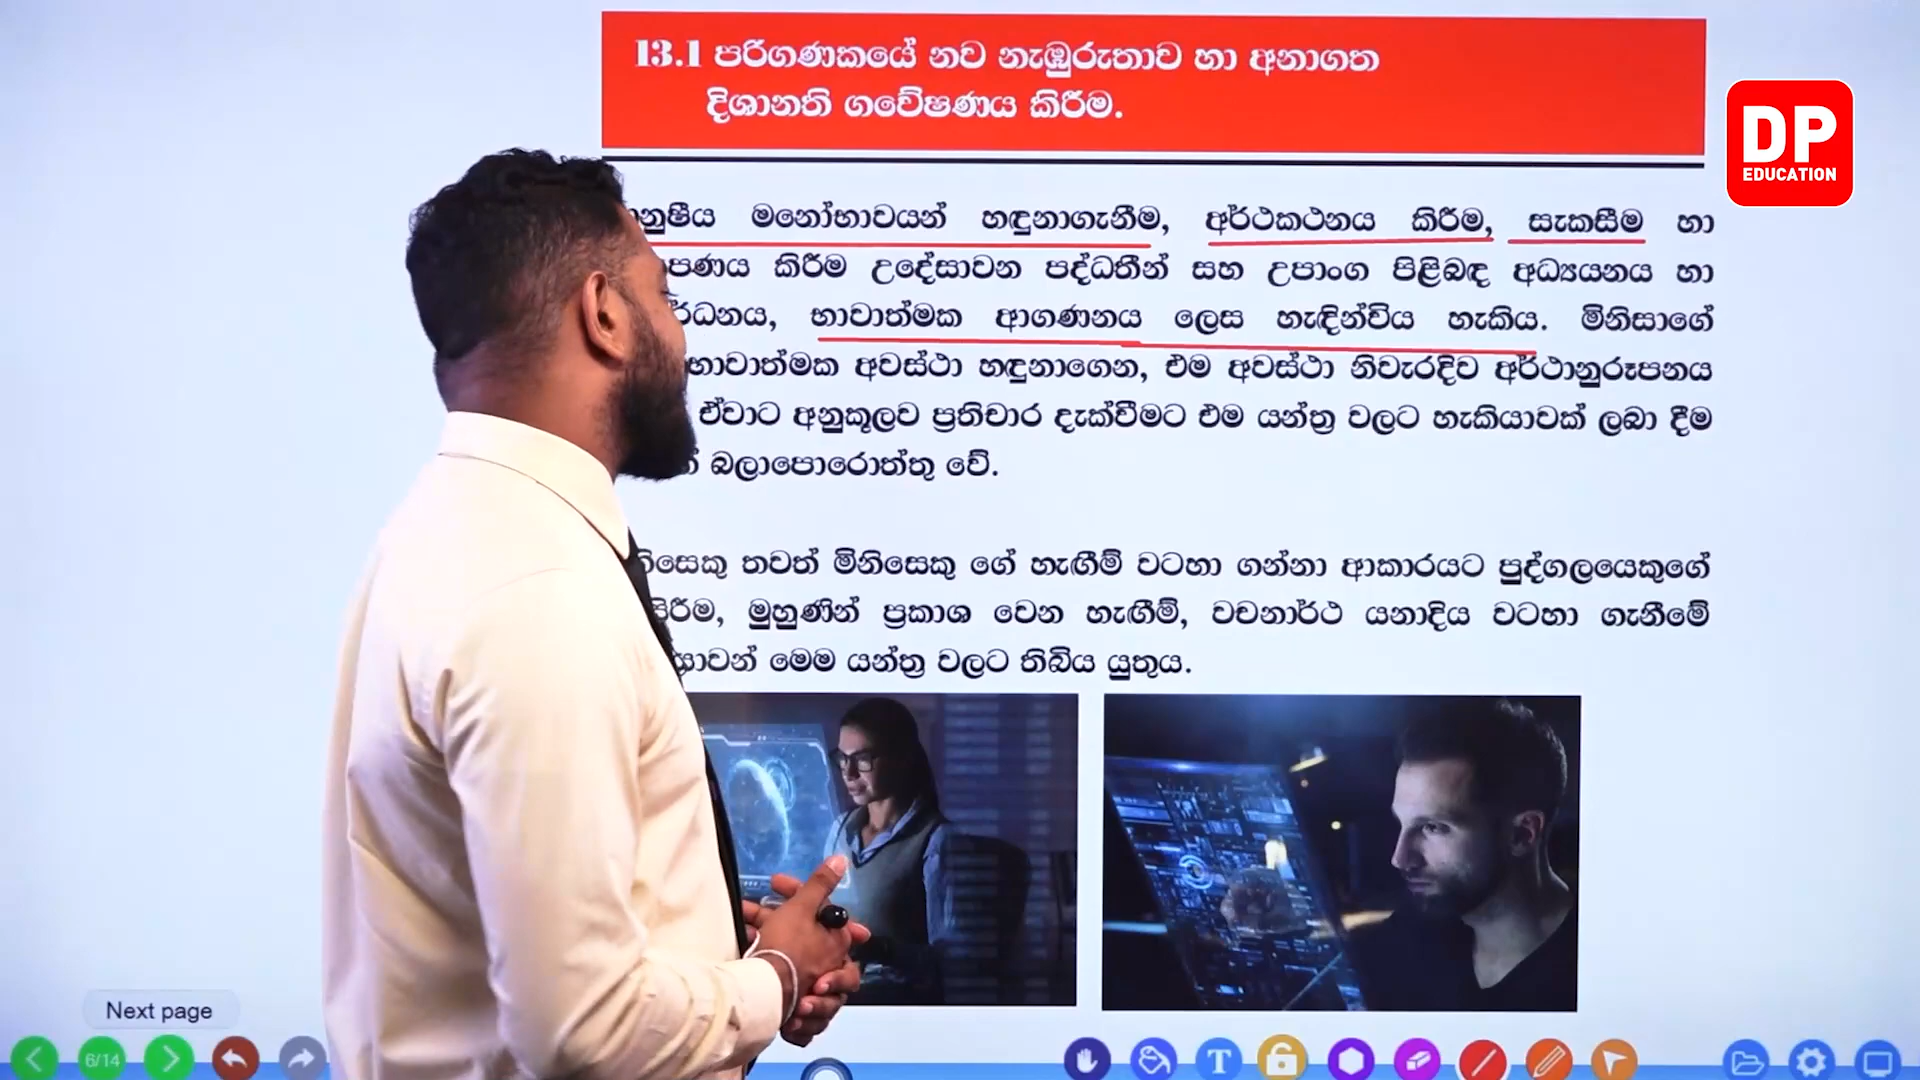 13.1 පරිගණකයේ නව නැඹුරුතාව හා අනාගත
දිශානති ගවේෂණය කිරීම.
DP
EDUCATION
මනෝභාවයන් හඳුනාගැනීම, අර්ථකථනය කිරීම, සැකසීම හා
කිරීම උදේසාවන පද්ධතීන් සහ උපාංග පිළිබඳ අධ්‍යයනය හා
භාවාත්මක ආගණනය ලෙස හැඳින්විය හැකිය. මිනිසාගේ
භාවාත්මක අවස්ථා හඳුනාගෙන, එම අවස්ථා නිවැරදිව අර්ථානුරූපනය
ඒවාට අනුකූලව ප්‍රතිචාර දැක්වීමට එම යන්ත්‍ර වලට හැකියාවක් ලබා දීම
බලාපොරොත්තු වේ.
තවත් මිනිසෙකු ගේ හැඟීම් වටහා ගන්නා ආකාරයට පුද්ගලයෙකුගේ
මුහුණින් ප්‍රකාශ වෙන හැඟීම්, වචනාර්ථ යනාදිය වටහා ගැනීමේ
මෙම යන්ත්‍ර වලට තිබිය යුතුය.
Next page
6/14
T